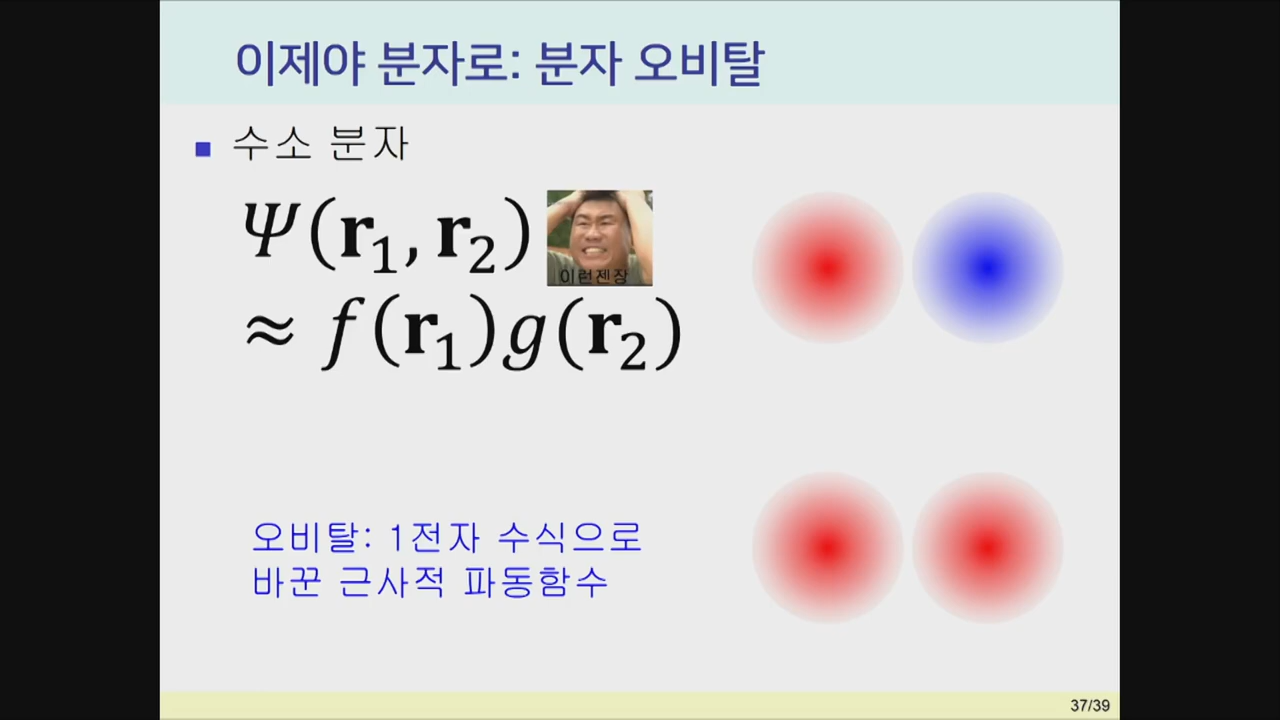 이제야 분자로: 분자 오비탈
수소 분자
Ψ(r₁, r₂)
이런젠장
≈ f(r₁)g(r₂)
오비탈: 1전자 수식으로
바꾼 근사적 파동함수
37/39